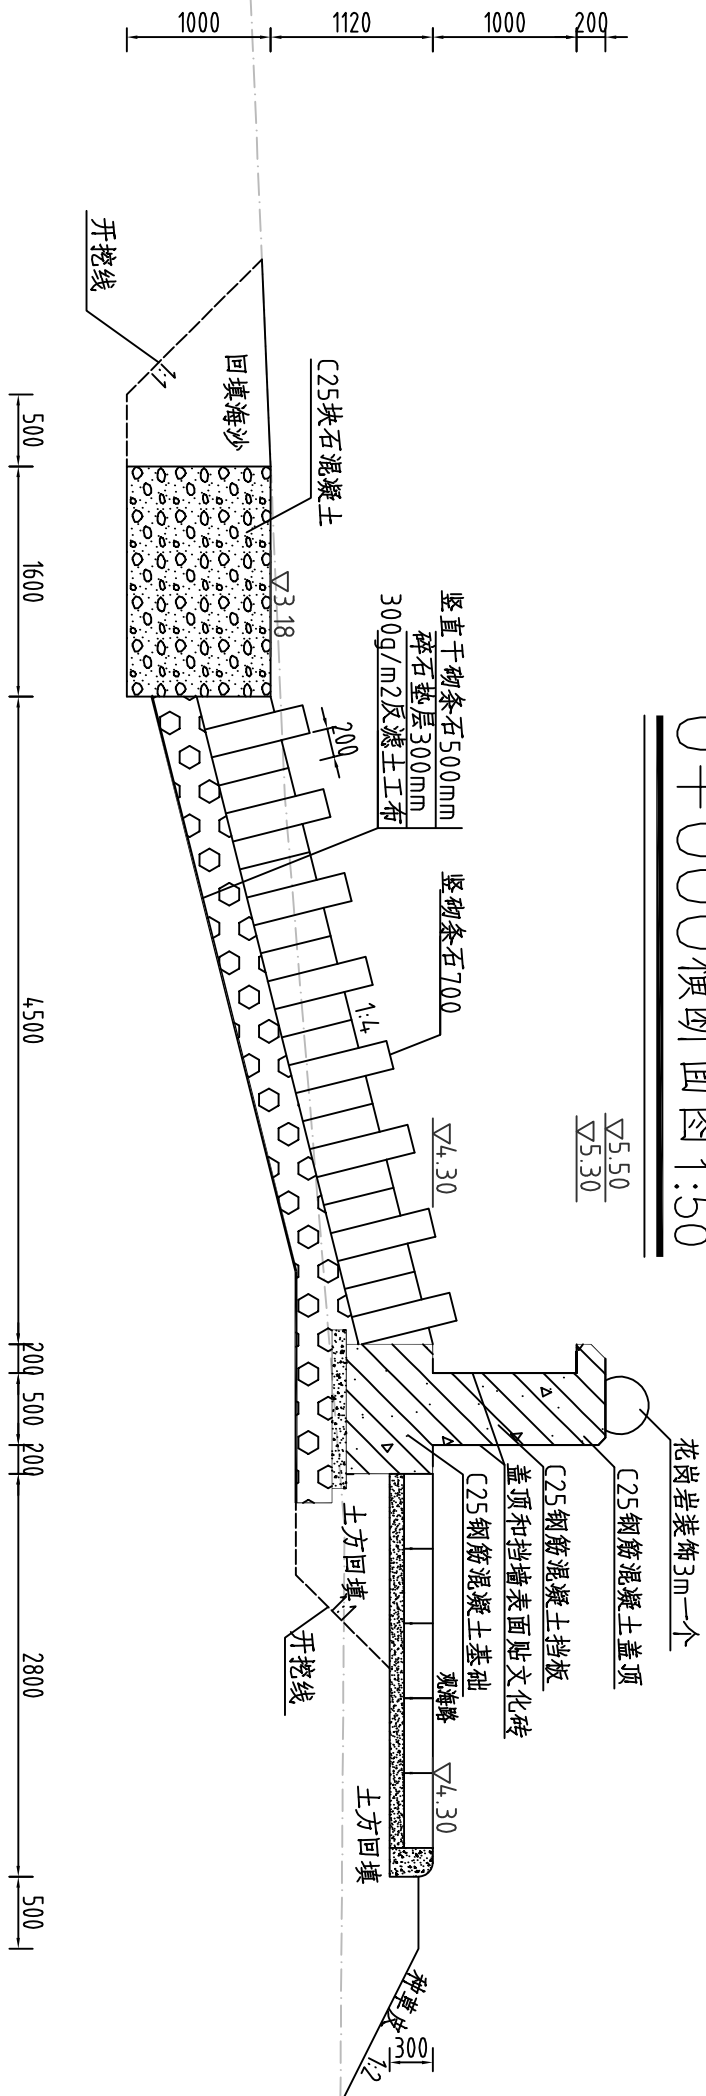 0+000横断面图1:50
1000
1120
1000
200
开挖线
回填海沙
C25块石混凝土
▽3.18
竖直干砌条石500mm
碎石垫层300mm
300g/m2反滤土工布
200
竖砌条石700
1:4
▽4.30
▽5.50
▽5.30
花岗岩装饰3m一个
C25钢筋混凝土盖顶
C25钢筋混凝土挡板
盖顶和挡墙表面贴文化砖
C25钢筋混凝土基础
土方回填
开挖线
观海路
▽4.30
土方回填
种草皮
1:2
300
500
1600
4500
200
500
200
2800
500